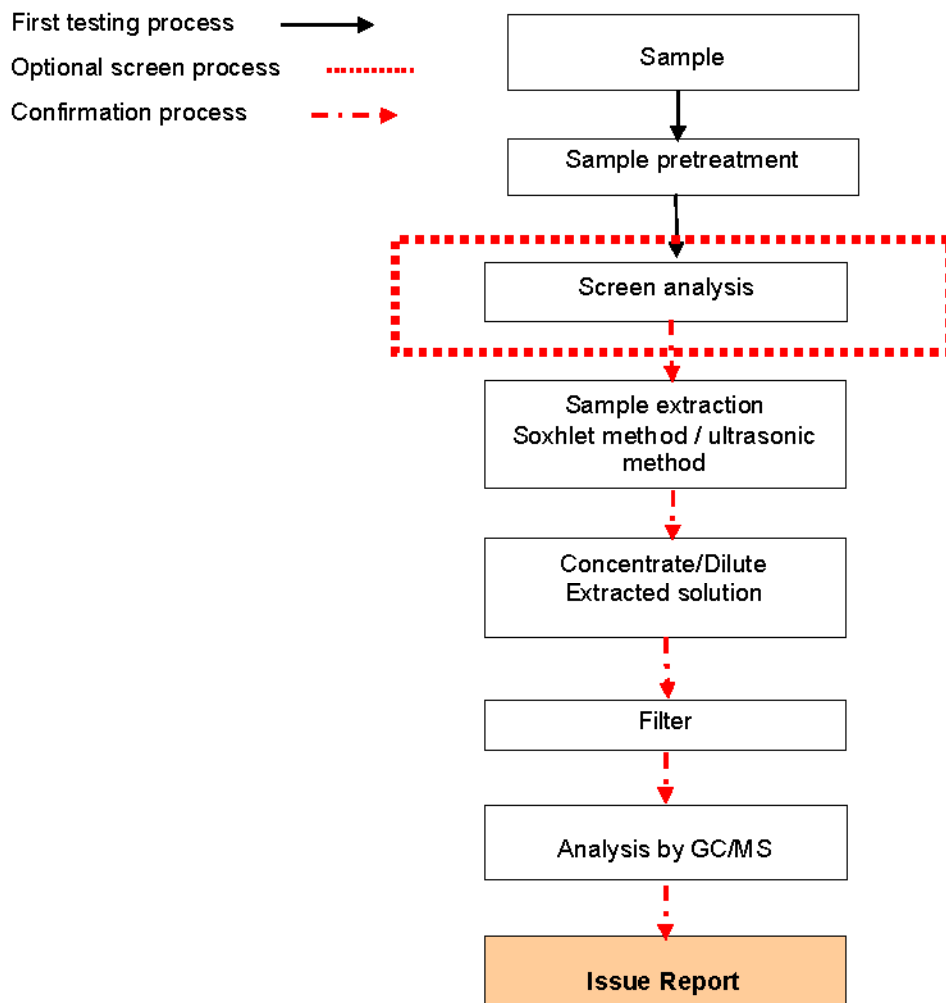 First testing process
Optional screen process
Confirmation process
Sample
Sample pretreatment
Screen analysis
Sample extraction
Soxhlet method / ultrasonic
method
Concentrate/Dilute
Extracted solution
Filter
Analysis by GC/MS
Issue Report